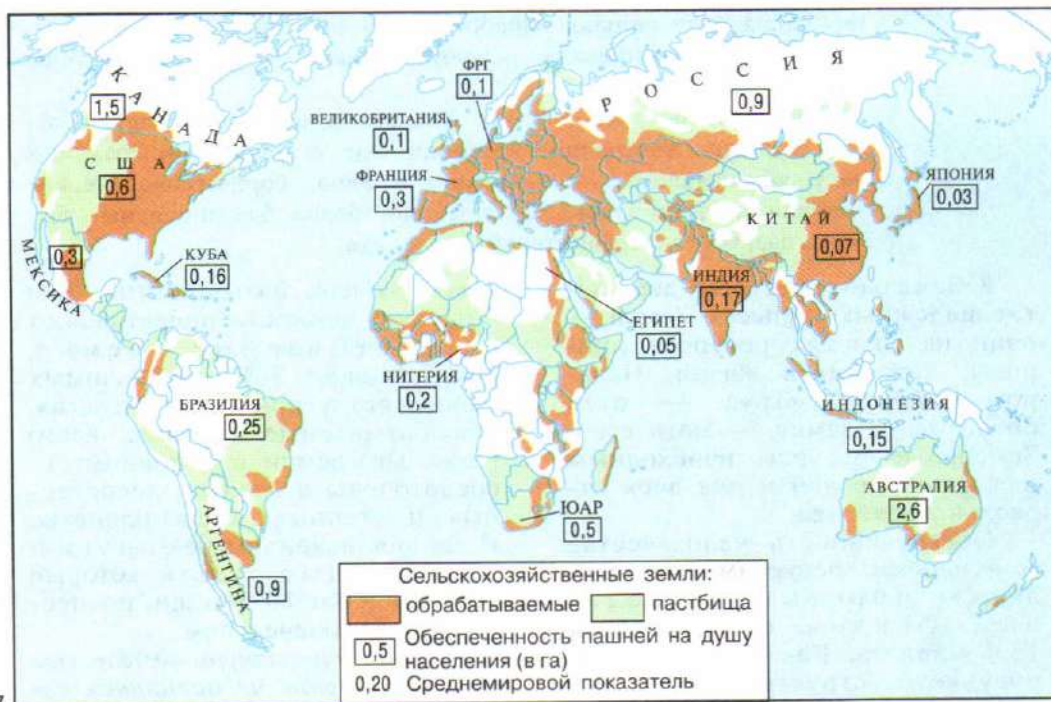 КАНАДА
1,5
США
0,6
МЕКСИКА
0,3
КУБА
0,16
БРАЗИЛИЯ
0,25
АРГЕНТИНА
0,9
ФРГ
0,1
ВЕЛИКОБРИТАНИЯ
0,1
ФРАНЦИЯ
0,3
РОССИЯ
0,9
ЯПОНИЯ
0,03
КИТАЙ
0,07
ИНДИЯ
0,17
ЕГИПЕТ
0,05
НИГЕРИЯ
0,2
ЮАР
0,5
ИНДОНЕЗИЯ
0,15
АВСТРАЛИЯ
2,6
Сельскохозяйственные земли:
обрабатываемые пастбища
0,5 Обеспеченность пашней на душу
населения (в га)
0,20 Среднемировой показатель